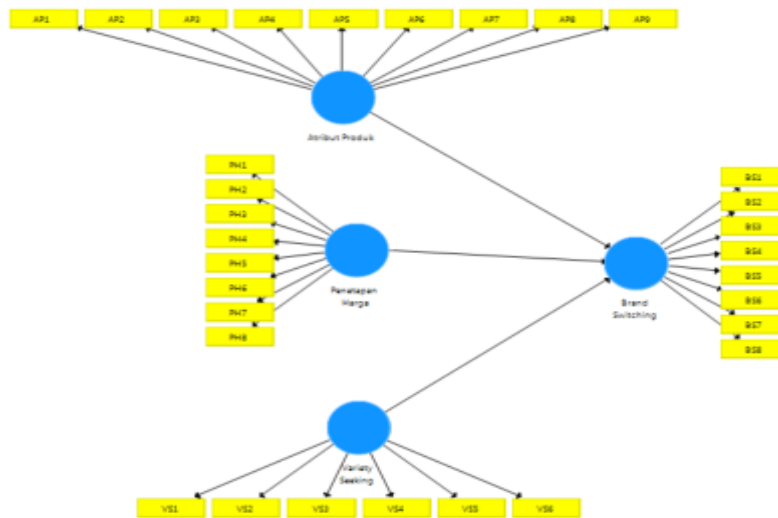 AP1 AP2 AP3 AP4 AP5 AP6 AP7 AP8 AP9
Atribut Produk
PH1
PH2
PH3
PH4
PH5
PH6
PH7
PH8
Penetapan
Harga
BS1
BS2
BS3
BS4
BS5
BS6
BS7
BS8
Brand
Switching
Variety
Seeking
VS1 VS2 VS3 VS4 VS5 VS6